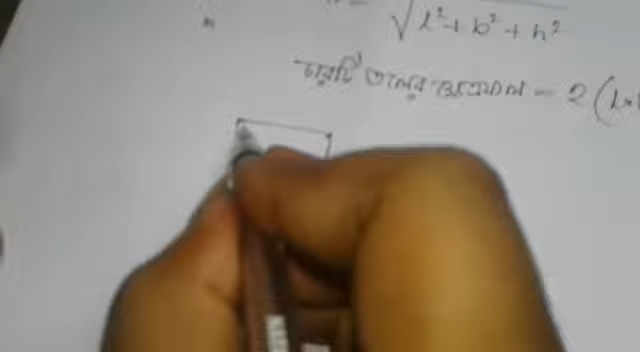 √l²+b²+h²
চারটি তলের ক্ষেত্রফল = 2(l×